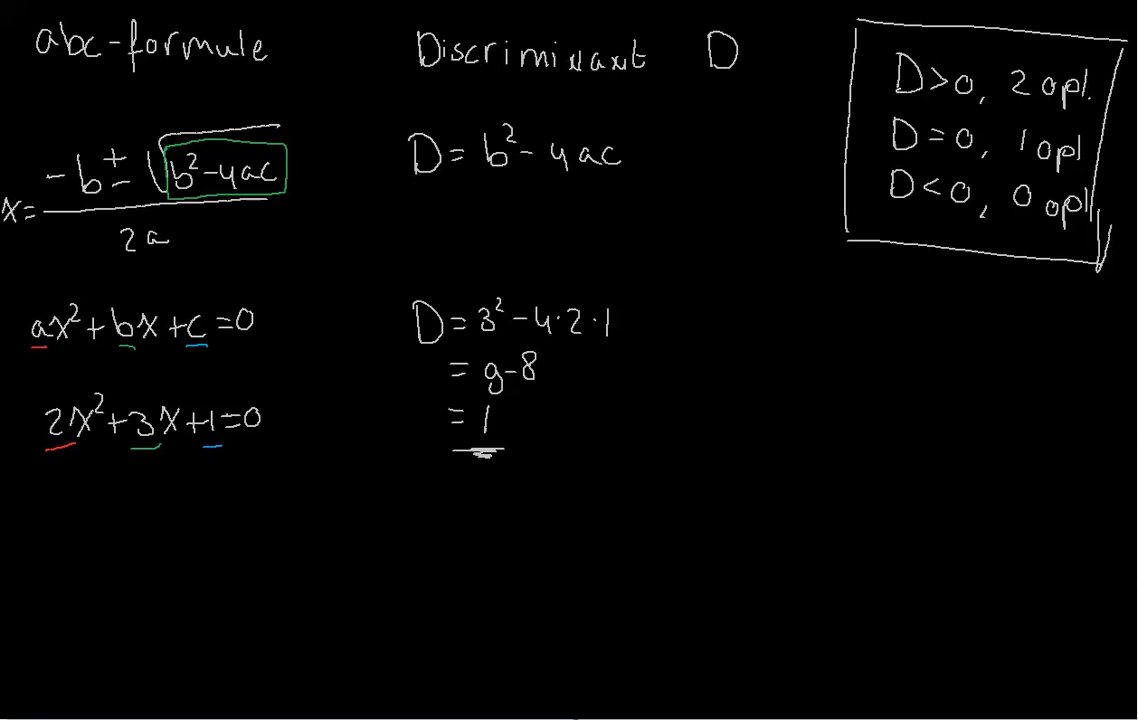 abc-formule
x = (-b ± √(b² - 4ac)) / 2a
ax² + bx + c = 0
2x² + 3x + 1 = 0
Discriminant D
D = b² - 4ac
D = 3² - 4·2·1
= 9 - 8
= 1
D > 0, 2 opl.
D = 0, 1 opl
D < 0, 0 opl